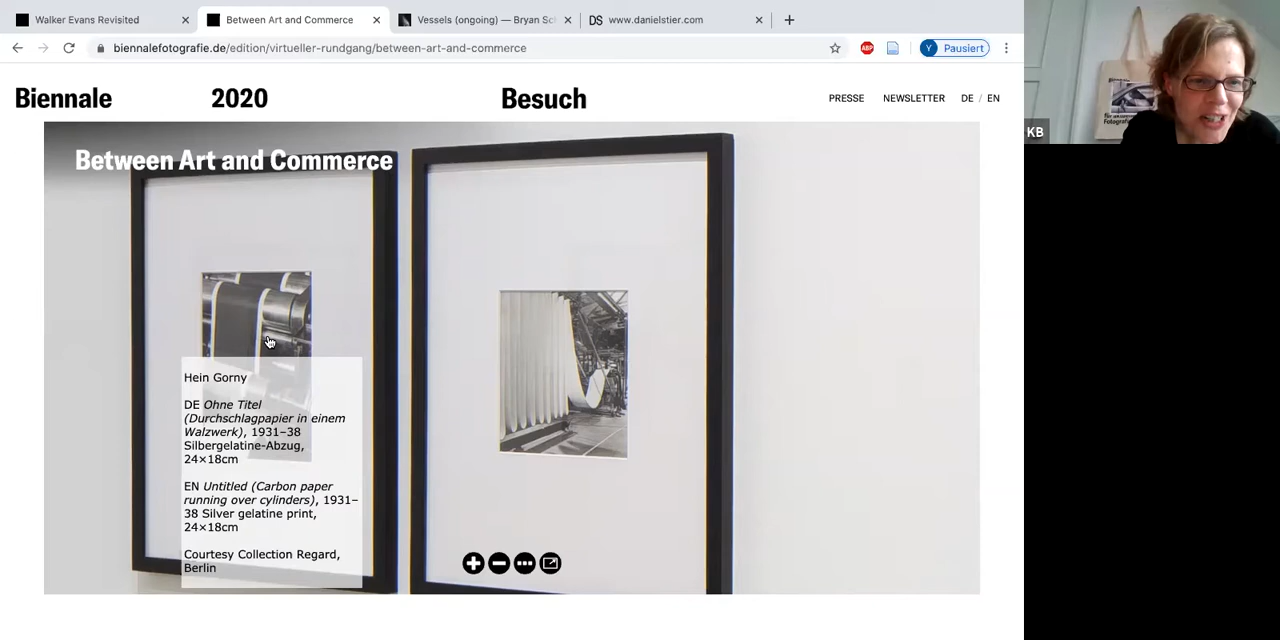 Walker Evans Revisited
Between Art and Commerce
Vessels (ongoing) — Bryan Sc
DS www.danielstier.com
biennalefotografie.de/edition/virtueller-rundgang/between-art-and-commerce
ABP
Y Pausiert
Biennale 2020 Besuch PRESSE NEWSLETTER DE / EN
Between Art and Commerce
Hein Gorny
DE Ohne Titel
(Durchschlagpapier in einem
Walzwerk), 1931–38
Silbergelatine-Abzug,
24×18cm
EN Untitled (Carbon paper
running over cylinders), 1931–
38 Silver gelatine print,
24×18cm
Courtesy Collection Regard,
Berlin
KB